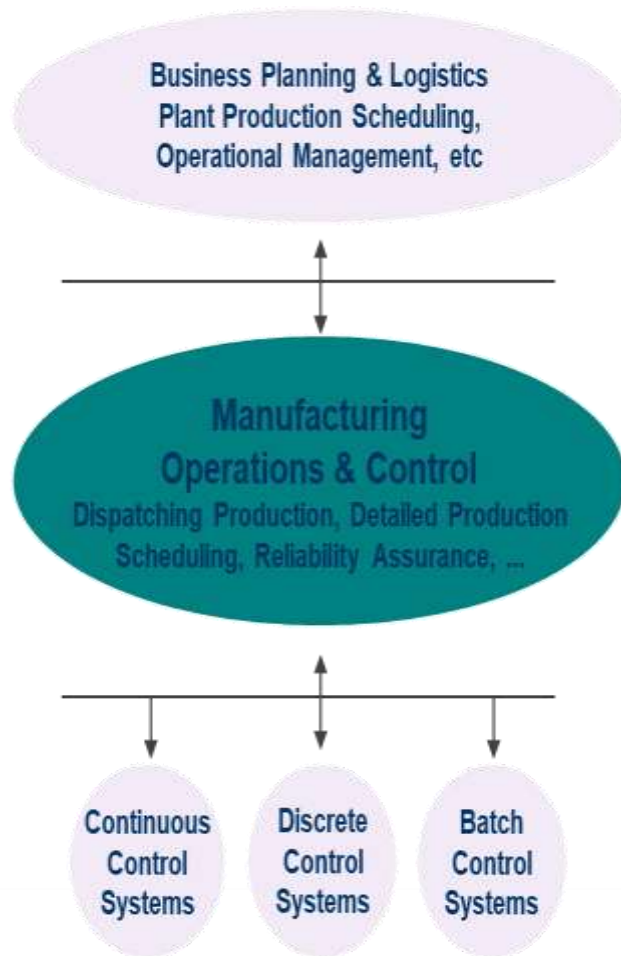 Business Planning & Logistics
Plant Production Scheduling,
Operational Management, etc
Manufacturing
Operations & Control
Dispatching Production, Detailed Production
Scheduling, Reliability Assurance, ...
Continuous
Control
Systems
Discrete
Control
Systems
Batch
Control
Systems